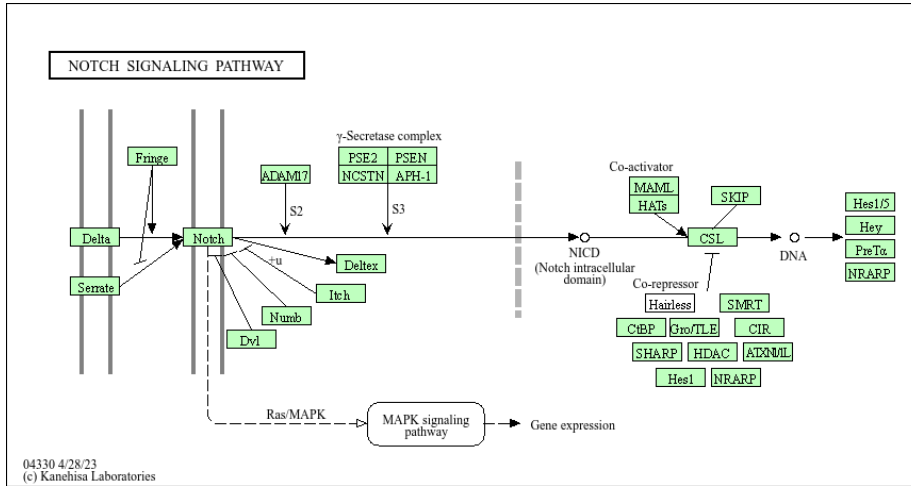 NOTCH SIGNALING PATHWAY
γ-Secretase complex
Fringe
ADAM17
PSE2
PSEN
NCSTN
APH-1
Co-activator
MAML
HATs
SKIP
Hes1/5
S2
S3
Delta
Notch
CSL
Hey
+u
Deltex
NICD
(Notch intracellular
domain)
DNA
PreTα
NRARP
Serrate
Itch
Co-repressor
Hairless
SMRT
Numb
CtBP
Gro/TLE
CIR
Dvl
SHARP
HDAC
ATXN1/1L
Hes1
NRARP
Ras/MAPK
MAPK signaling
pathway
Gene expression
04330 4/28/23
(c) Kanehisa Laboratories